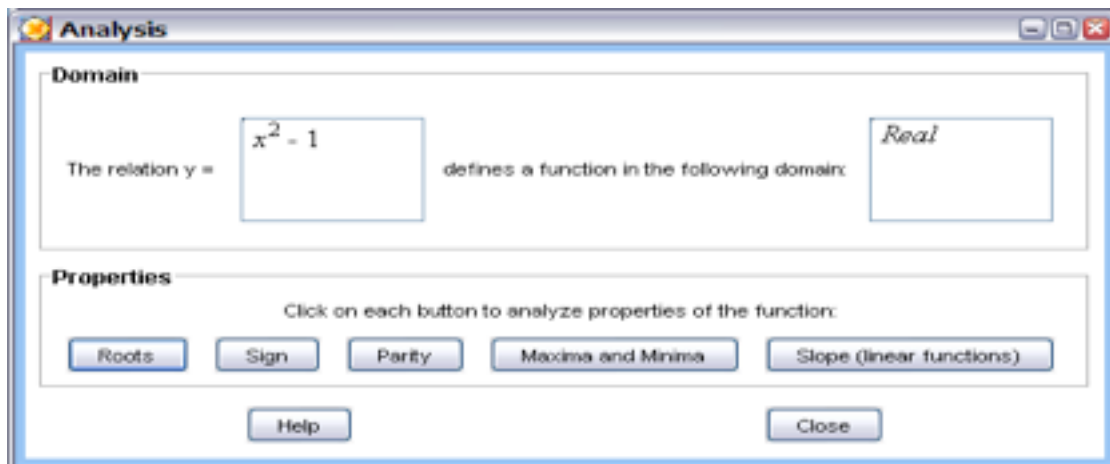 Analysis
Domain
The relation y =
x² - 1
defines a function in the following domain:
Real
Properties
Click on each button to analyze properties of the function:
Roots
Sign
Parity
Maxima and Minima
Slope (linear functions)
Help
Close